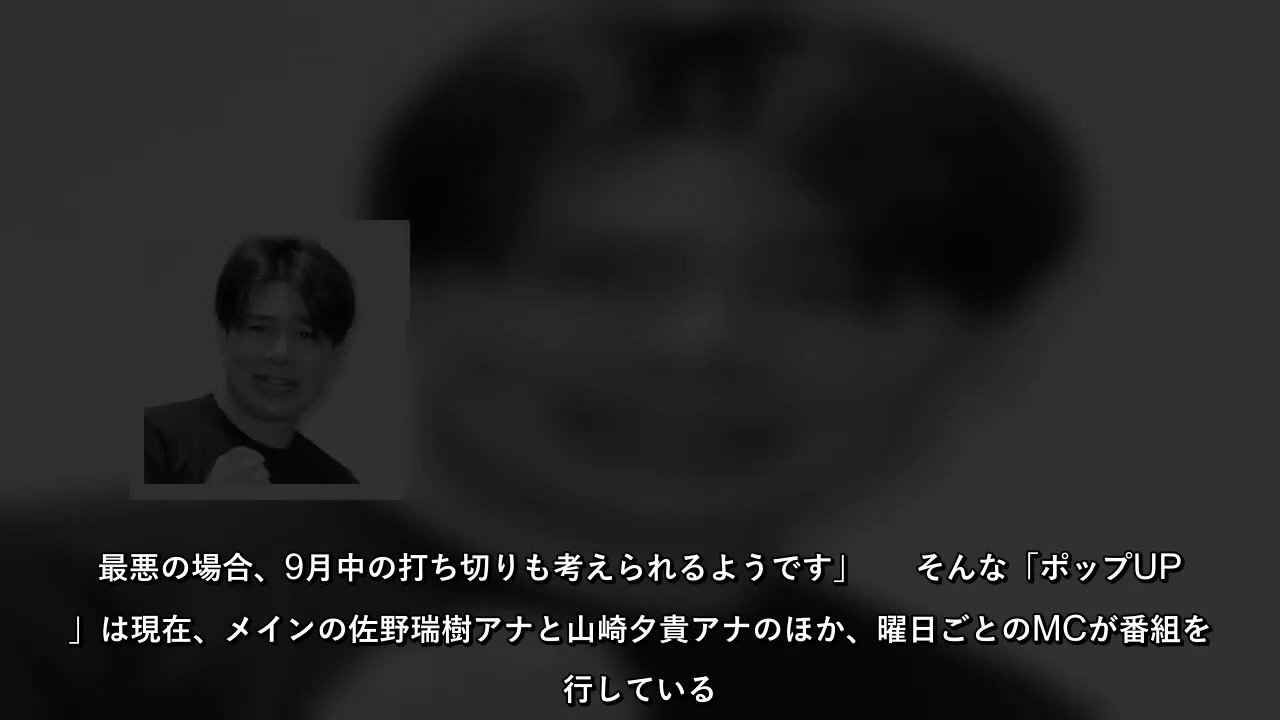 最悪の場合、9月中の打ち切りも考えられるようです」　　そんな「ポップUP
」は現在、メインの佐野瑞樹アナと山崎夕貴アナのほか、曜日ごとのMCが番組を
行している